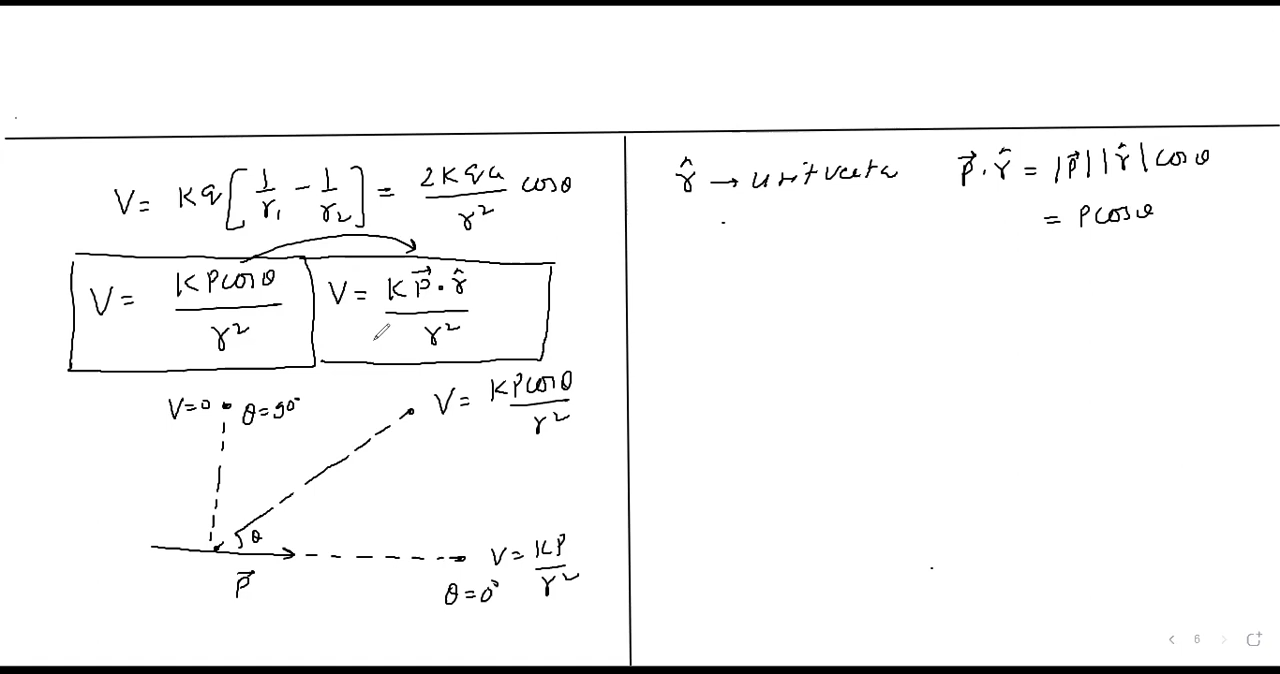 V = Kq[1/r₁ − 1/r₂] = 2Kqa/r² cosθ
V = KPcosθ/r²
V = K P⃗·r̂/r²
V=0 θ=90°
V = KPcosθ/r²
θ
P⃗
V = KP/r²
θ=0°
r̂ → unit vector
P⃗·r̂ = |P⃗||r̂|cosθ
= Pcosθ
6